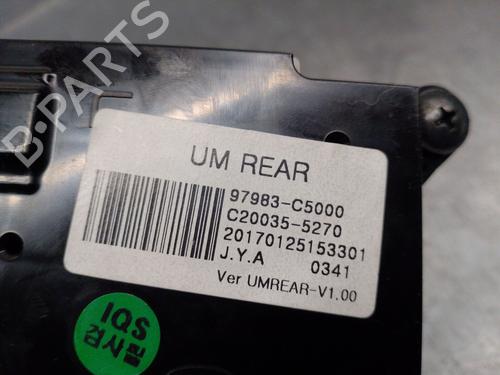 B-PARTS
UM REAR
97983-C5000
C20035-5270
20170125153301
J.Y.A 0341
Ver UMREAR-V1.00
IQS
검사필